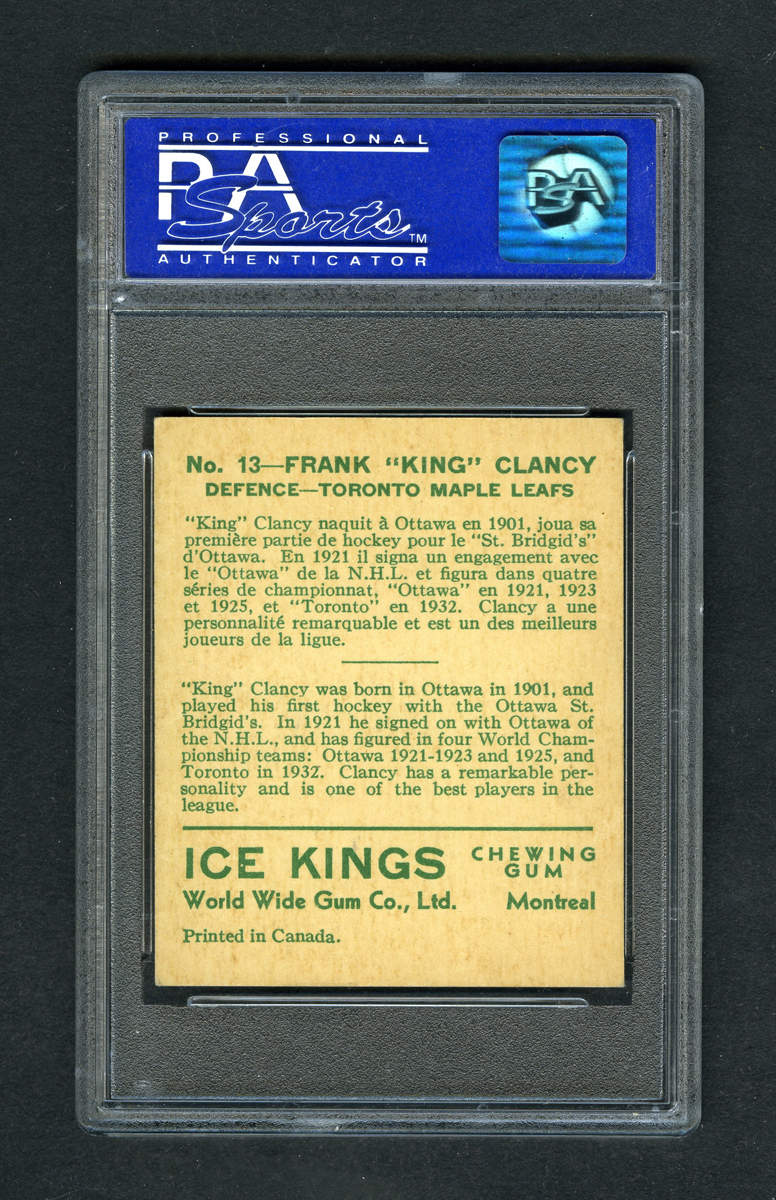 PROFESSIONAL
PSA
Sports™
AUTHENTICATOR
PSA
No. 13—FRANK "KING" CLANCY
DEFENCE—TORONTO MAPLE LEAFS
"King" Clancy naquit à Ottawa en 1901, joua sa
première partie de hockey pour le "St. Bridgid's"
d'Ottawa. En 1921 il signa un engagement avec
le "Ottawa" de la N.H.L. et figura dans quatre
séries de championnat, "Ottawa" en 1921, 1923
et 1925, et "Toronto" en 1932. Clancy a une
personnalité remarquable et est un des meilleurs
joueurs de la ligue.
"King" Clancy was born in Ottawa in 1901, and
played his first hockey with the Ottawa St.
Bridgid's. In 1921 he signed on with Ottawa of
the N.H.L., and has figured in four World Cham-
pionship teams: Ottawa 1921-1923 and 1925, and
Toronto in 1932. Clancy has a remarkable per-
sonality and is one of the best players in the
league.
ICE KINGS CHEWING GUM
World Wide Gum Co., Ltd. Montreal
Printed in Canada.